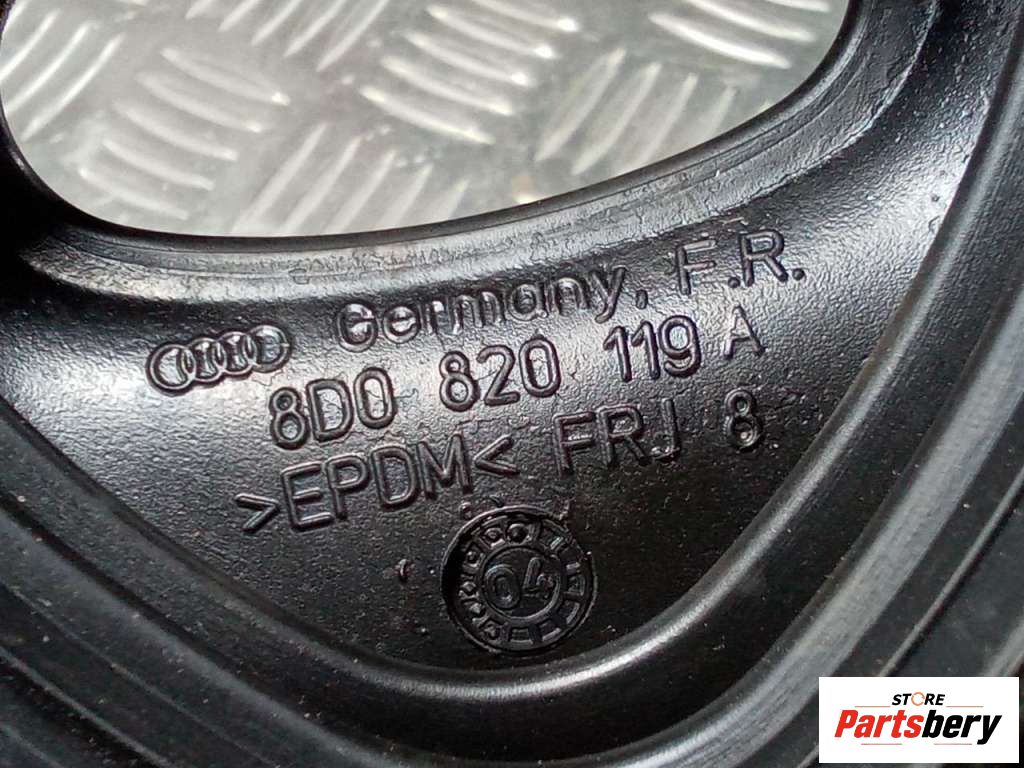 Germany, F.R.
8D0 820 119 A
>EPDM< FRJ 8
04
STORE
Partsbery